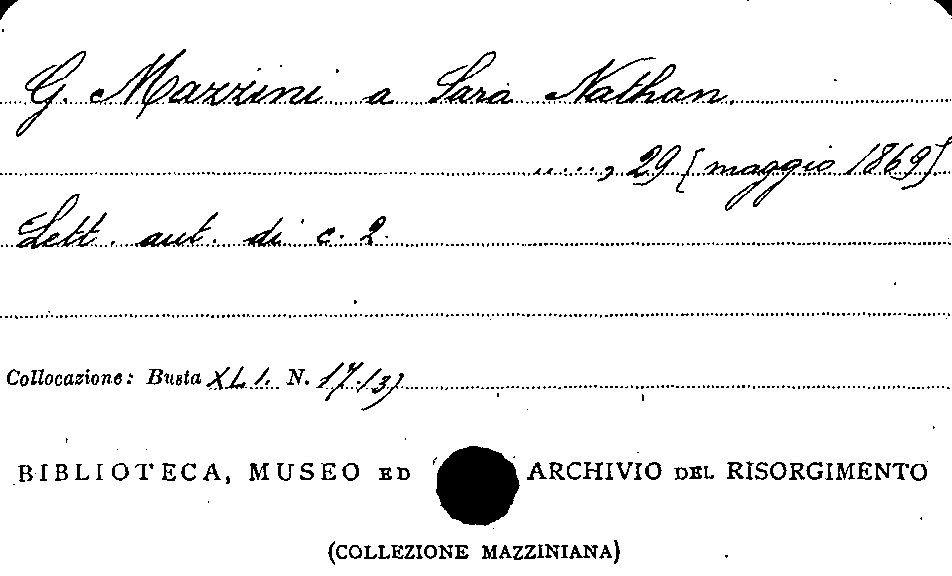 G. Mazzini a Sara Nathan.
....., 29 [maggio 1869]
Lett. aut. di c. 2.
Collocazione: Busta XLI. N. 17.(3)
BIBLIOTECA, MUSEO ED ARCHIVIO DEL RISORGIMENTO
(COLLEZIONE MAZZINIANA)